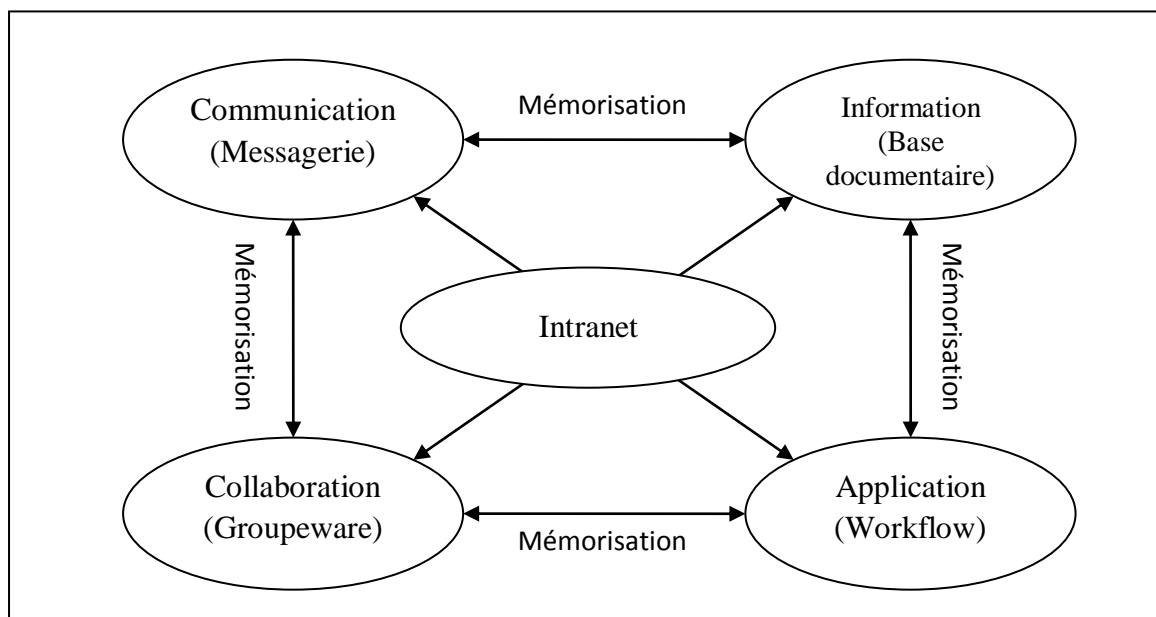 Communication
(Messagerie)
Mémorisation
Information
(Base
documentaire)
Mémorisation
Mémorisation
Intranet
Collaboration
(Groupeware)
Mémorisation
Application
(Workflow)